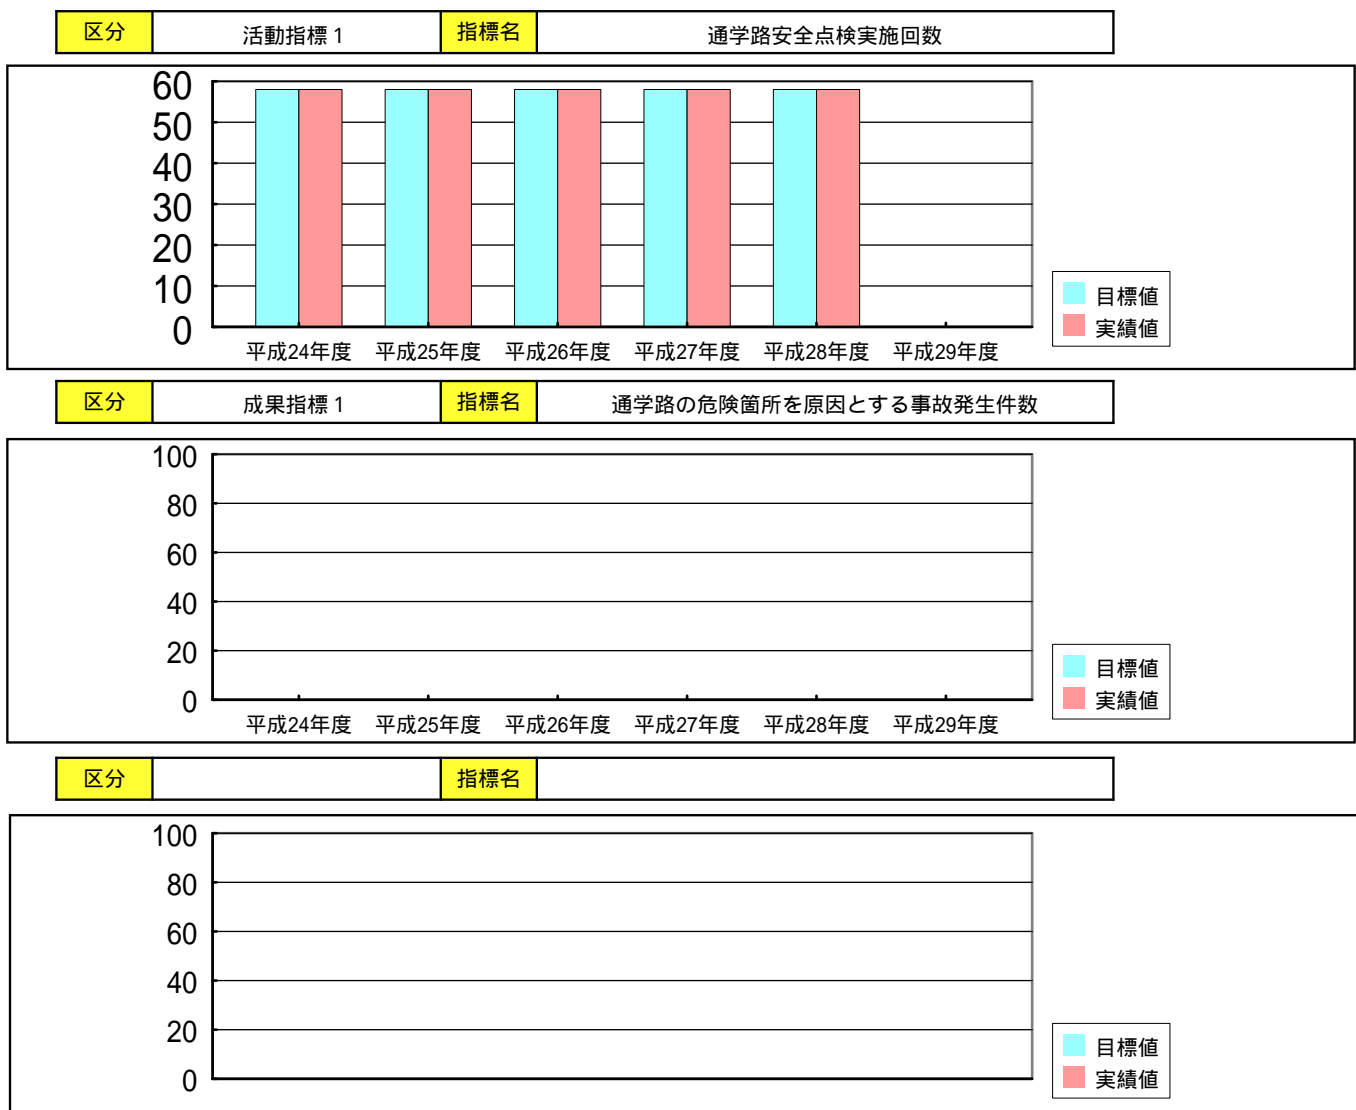 区分 活動指標1 指標名 通学路安全点検実施回数
60
50
40
30
20
10
0
平成24年度 平成25年度 平成26年度 平成27年度 平成28年度 平成29年度
目標値
実績値
区分 成果指標1 指標名 通学路の危険箇所を原因とする事故発生件数
100
80
60
40
20
0
平成24年度 平成25年度 平成26年度 平成27年度 平成28年度 平成29年度
目標値
実績値
区分 指標名
100
80
60
40
20
0
目標値
実績値